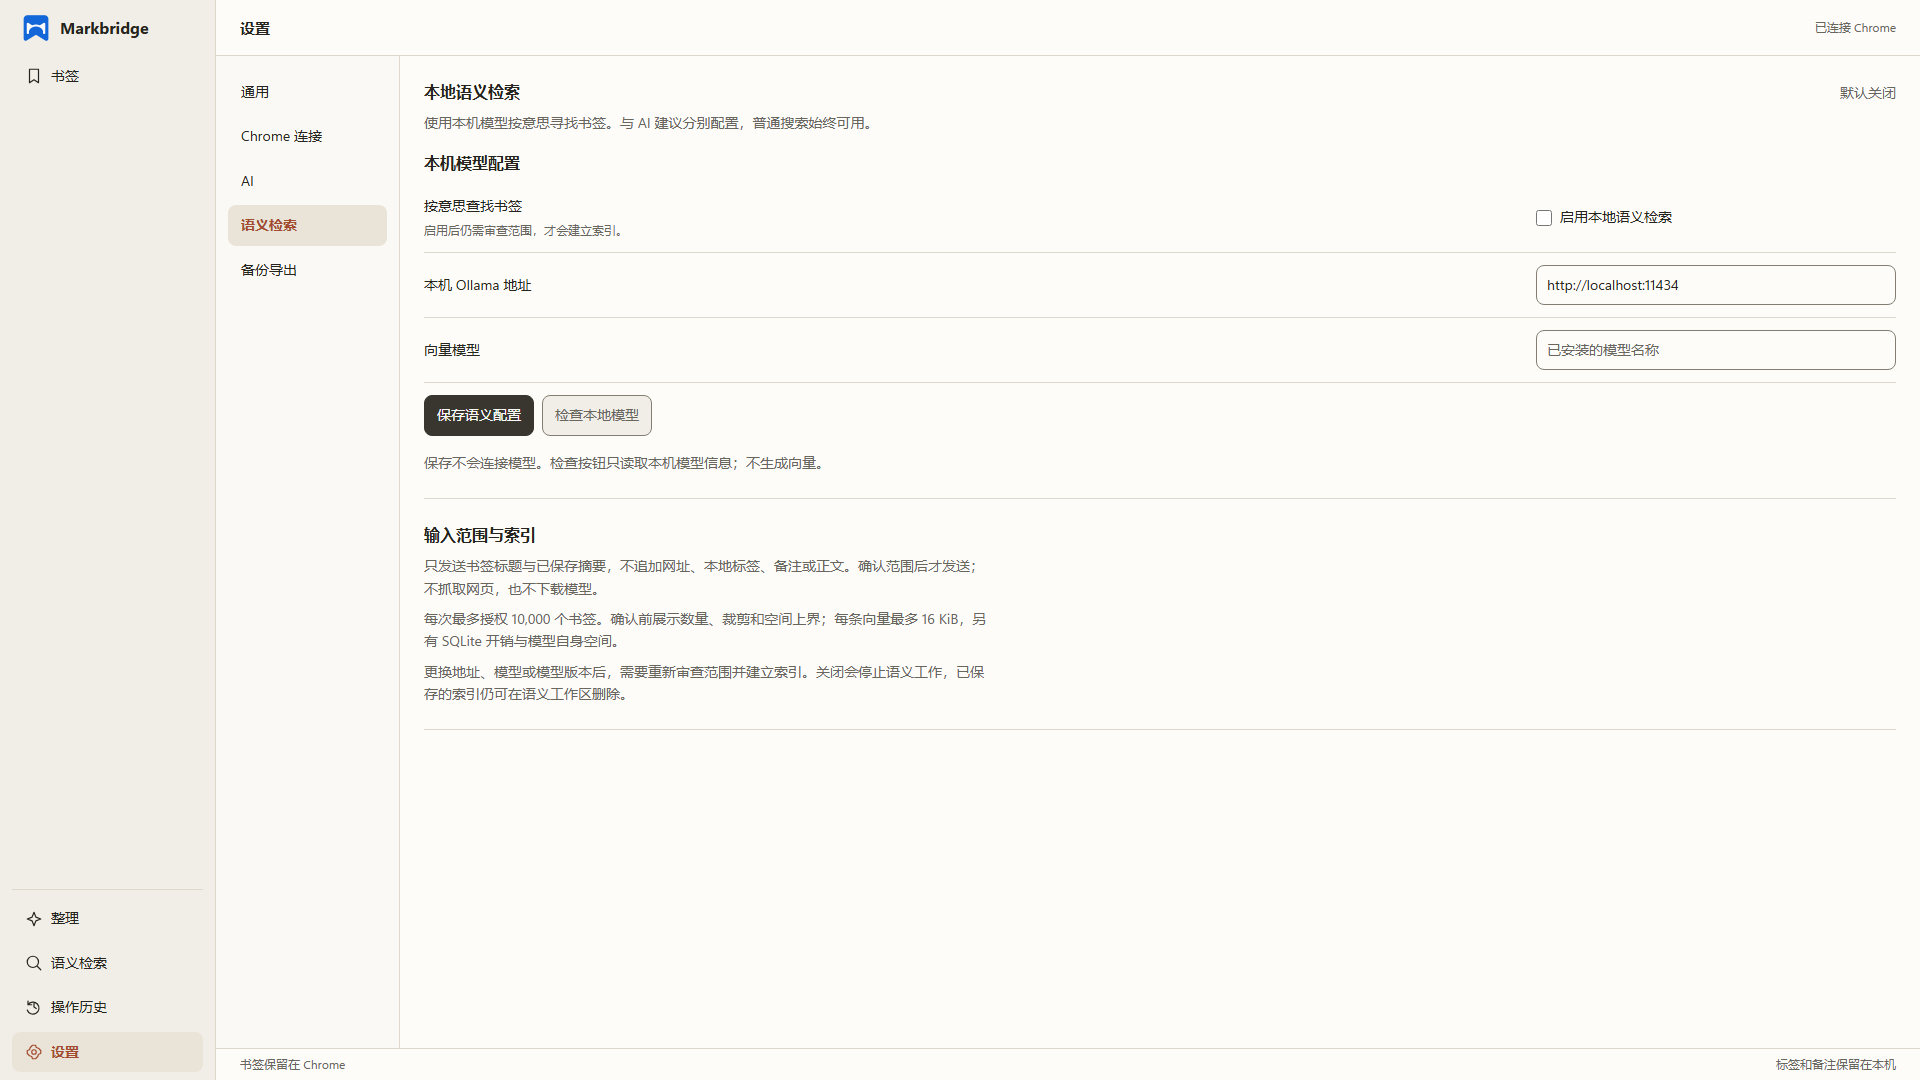 Markbridge
书签
整理
语义检索
操作历史
设置
设置
已连接 Chrome
通用
Chrome 连接
AI
语义检索
备份导出
本地语义检索
默认关闭
使用本机模型按意思寻找书签。与 AI 建议分别配置，普通搜索始终可用。
本机模型配置
按意思查找书签
启用后仍需审查范围，才会建立索引。
启用本地语义检索
本机 Ollama 地址
http://localhost:11434
向量模型
已安装的模型名称
保存语义配置
检查本地模型
保存不会连接模型。检查按钮只读取本机模型信息；不生成向量。
输入范围与索引
只发送书签标题与已保存摘要，不追加网址、本地标签、备注或正文。确认范围后才发送；
不抓取网页，也不下载模型。
每次最多授权 10,000 个书签。确认前展示数量、裁剪和空间上界；每条向量最多 16 KiB，另
有 SQLite 开销与模型自身空间。
更换地址、模型或模型版本后，需要重新审查范围并建立索引。关闭会停止语义工作，已保
存的索引仍可在语义工作区删除。
书签保留在 Chrome
标签和备注保留在本机